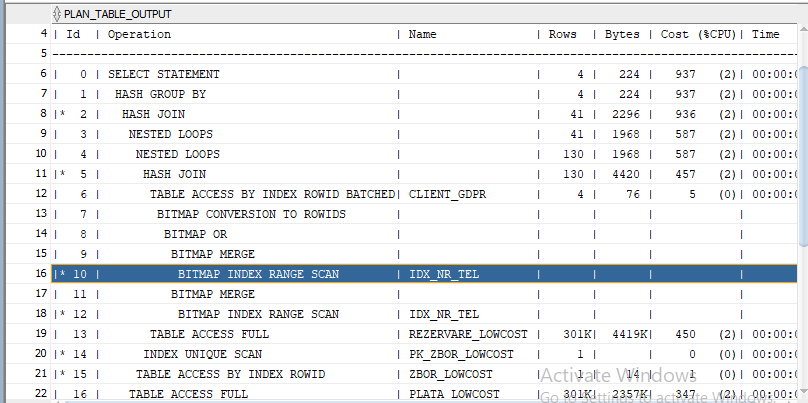 PLAN_TABLE_OUTPUT
4 | Id | Operation | Name | Rows | Bytes | Cost (%CPU)| Time
5 --------------------------------------------------------------------------------
6 | 0 | SELECT STATEMENT | | 4 | 224 | 937 (2)| 00:00:0
7 | 1 | HASH GROUP BY | | 4 | 224 | 937 (2)| 00:00:0
8 |* 2 | HASH JOIN | | 41 | 2296 | 936 (2)| 00:00:0
9 | 3 | NESTED LOOPS | | 41 | 1968 | 587 (2)| 00:00:0
10 | 4 | NESTED LOOPS | | 130 | 1968 | 587 (2)| 00:00:0
11 |* 5 | HASH JOIN | | 130 | 4420 | 457 (2)| 00:00:0
12 | 6 | TABLE ACCESS BY INDEX ROWID BATCHED| CLIENT_GDPR | 4 | 76 | 5 (0)| 00:00:0
13 | 7 | BITMAP CONVERSION TO ROWIDS | | | | |
14 | 8 | BITMAP OR | | | | |
15 | 9 | BITMAP MERGE | | | | |
16 |* 10 | BITMAP INDEX RANGE SCAN | IDX_NR_TEL | | | |
17 | 11 | BITMAP MERGE | | | | |
18 |* 12 | BITMAP INDEX RANGE SCAN | IDX_NR_TEL | | | |
19 | 13 | TABLE ACCESS FULL | REZERVARE_LOWCOST | 301K| 4419K| 450 (2)| 00:00:0
20 |* 14 | INDEX UNIQUE SCAN | PK_ZBOR_LOWCOST | 1 | | 0 (0)| 00:00:0
21 |* 15 | TABLE ACCESS BY INDEX ROWID | ZBOR_LOWCOST | 1 | 14 | 1 (0)| 00:00:0
22 | 16 | TABLE ACCESS FULL | PLATA_LOWCOST | 301K| 2357K| 347 (2)| 00:00:0
Activate Windows
Go to Settings to activate Windows.